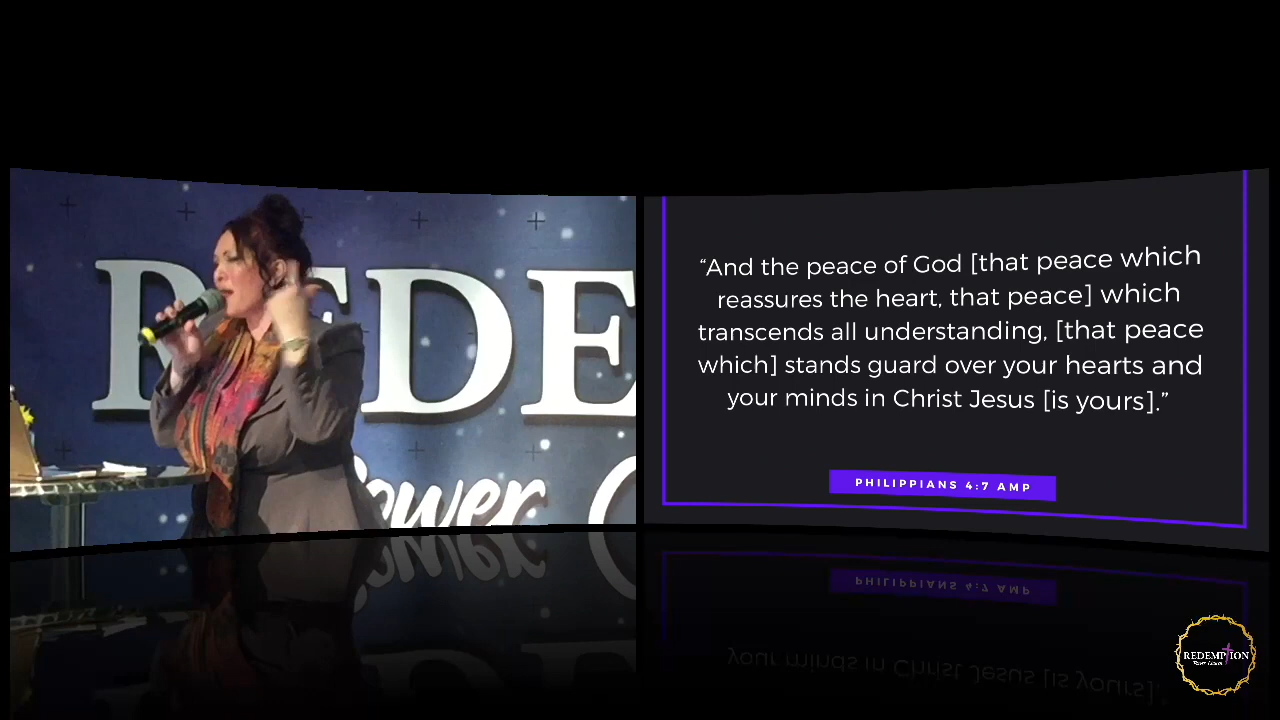 REDE
Power C
“And the peace of God [that peace which
reassures the heart, that peace] which
transcends all understanding, [that peace
which] stands guard over your hearts and
your minds in Christ Jesus [is yours].”
PHILIPPIANS 4:7 AMP
REDEMPTION